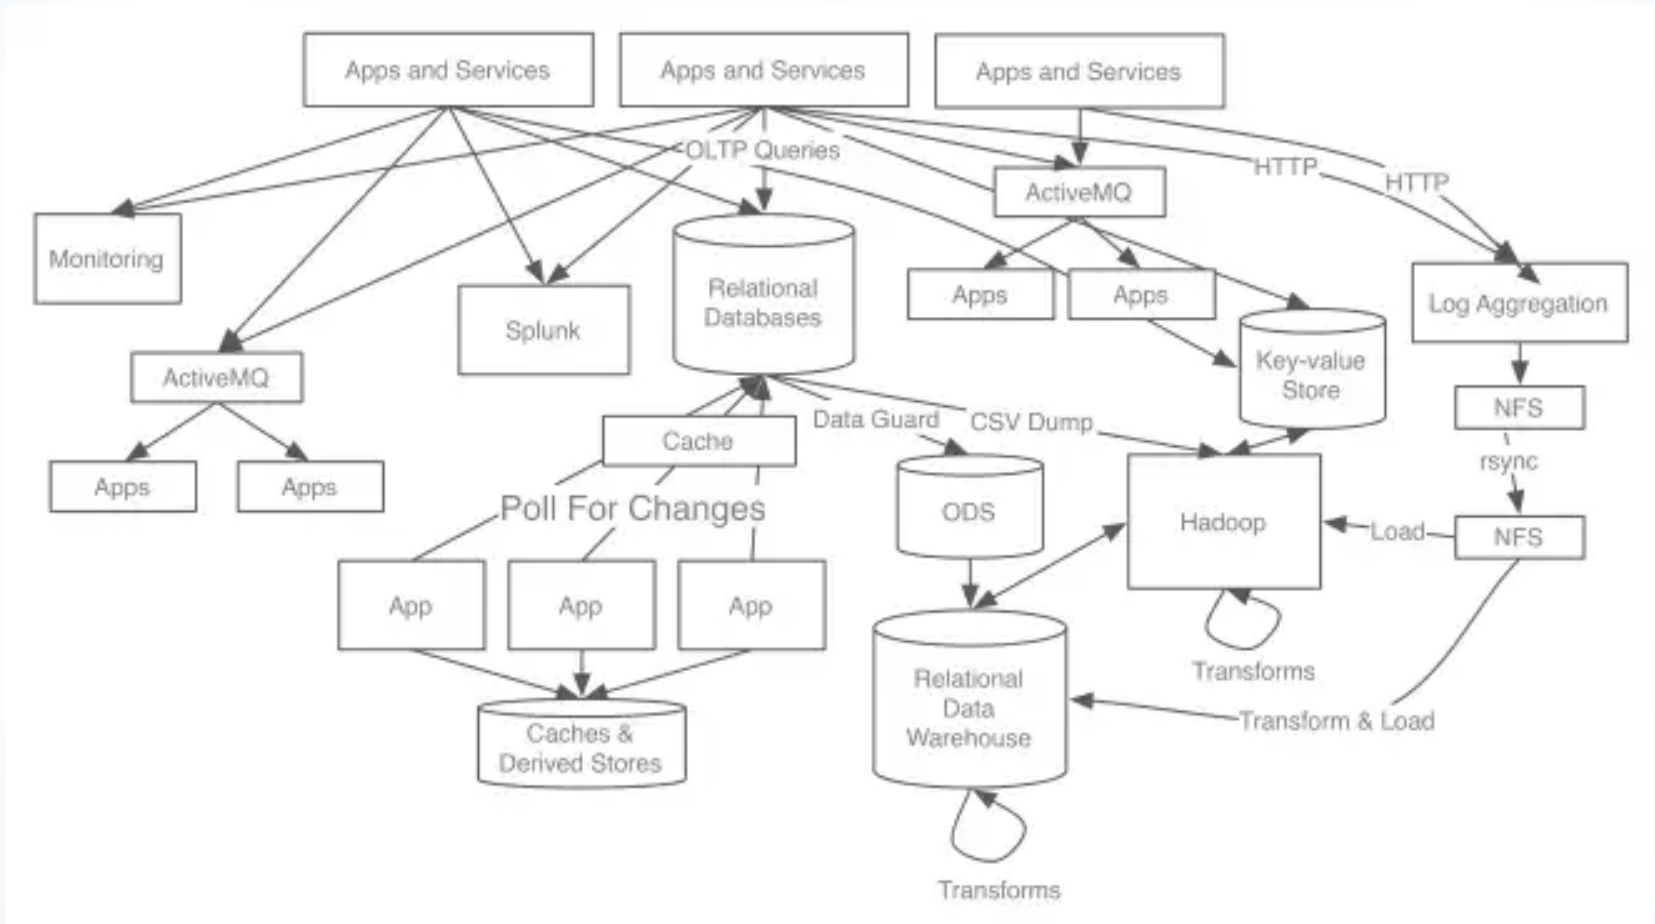 Apps and Services
Apps and Services
Apps and Services
OLTP Queries
HTTP
HTTP
ActiveMQ
Monitoring
Splunk
Relational
Databases
Apps
Apps
Log Aggregation
Key-value
Store
ActiveMQ
NFS
Data Guard
CSV Dump
Cache
rsync
Apps
Apps
Poll For Changes
ODS
Hadoop
Load
NFS
App
App
App
Transforms
Relational
Data
Warehouse
Transform & Load
Caches &
Derived Stores
Transforms